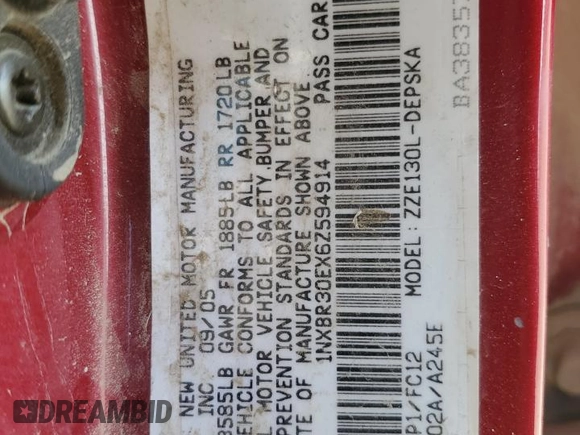 NEW UNITED MOTOR MANUFACTURING
INC 09/05
3585LB GAWR FR 1885LB RR 1720LB
VEHICLE CONFORMS TO ALL APPLICABLE
L MOTOR VEHICLE SAFETY, BUMPER, AND
PREVENTION STANDARDS IN EFFECT ON
TE OF MANUFACTURE SHOWN ABOVE
1NXBR30EX6Z594914 PASS CAR
MODEL: ZZE130L-DEPSKA
P1/FC12
02A/A245E
BA38357
DREAMBID